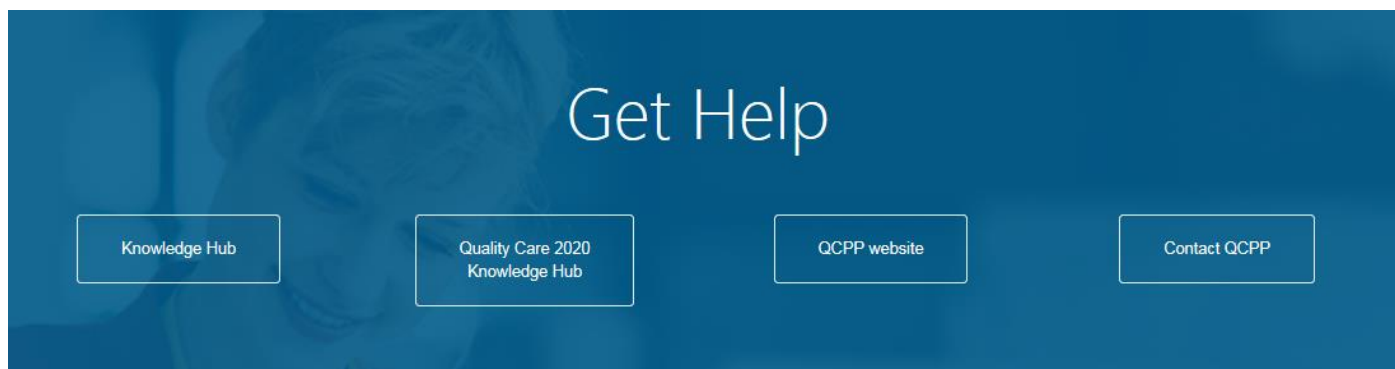 Get Help
Knowledge Hub
Quality Care 2020
Knowledge Hub
QCPP website
Contact QCPP